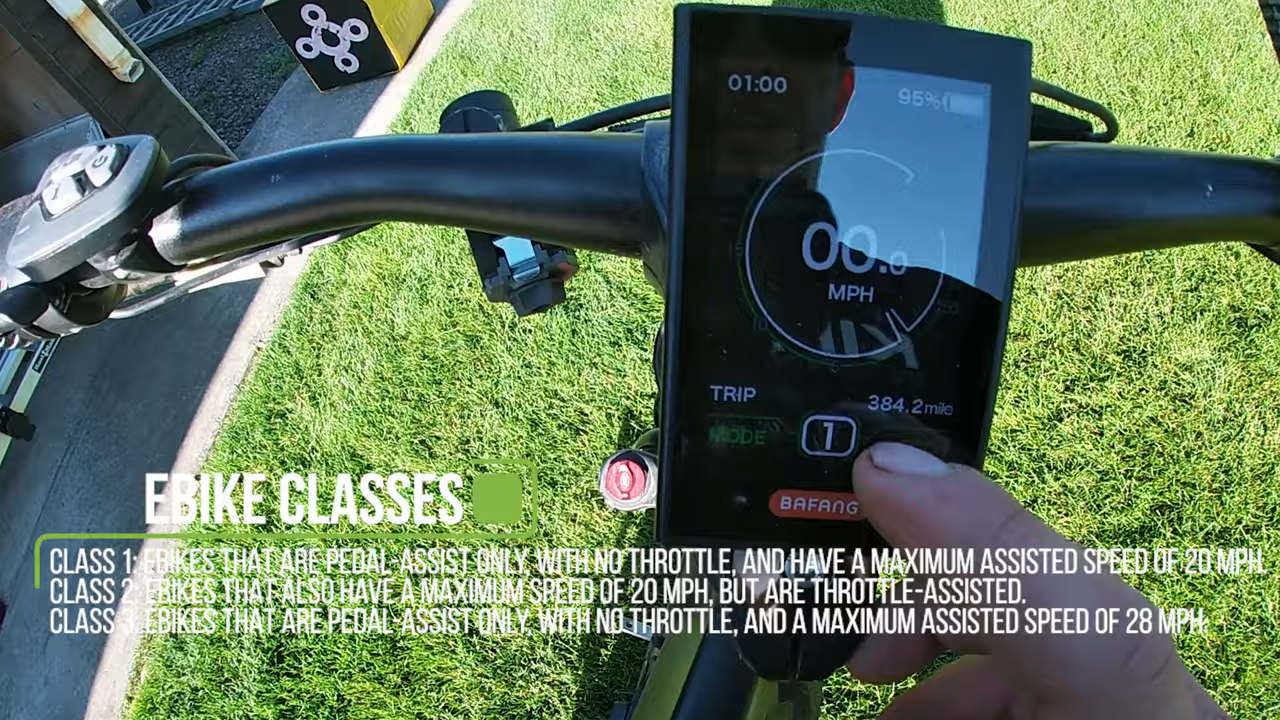 01:00
95%
00.0
MPH
TRIP
384.2mile
MODE
1
BAFANG
EBIKE CLASSES
CLASS 1: EBIKES THAT ARE PEDAL-ASSIST ONLY, WITH NO THROTTLE, AND HAVE A MAXIMUM ASSISTED SPEED OF 20 MPH.
CLASS 2: EBIKES THAT ALSO HAVE A MAXIMUM SPEED OF 20 MPH, BUT ARE THROTTLE-ASSISTED.
CLASS 3: EBIKES THAT ARE PEDAL-ASSIST ONLY, WITH NO THROTTLE, AND A MAXIMUM ASSISTED SPEED OF 28 MPH.